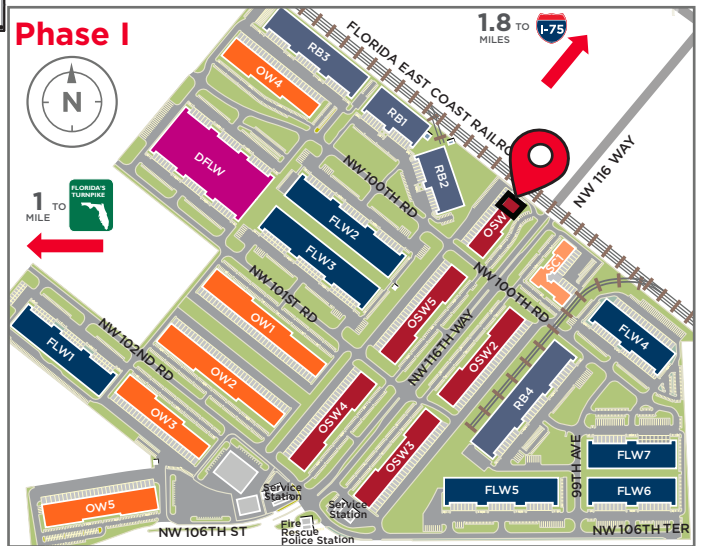 Phase I
N
1.8 TO
MILES
I-75
FLORIDA EAST COAST RAILRO
NW 116 WAY
1
MILE
TO
FLORIDA'S
TURNPIKE
RB3
OW4
RB1
RB2
DFLW
NW 100TH RD
FLW2
FLW3
OSW
SC1
NW 100TH RD
NW 101ST RD
OW1
OSW5
NW 116TH WAY
OSW2
FLW4
FLW1
NW 102ND RD
OW2
OW3
OSW4
OSW3
RB4
99TH AVE
FLW7
FLW6
FLW5
OW5
Service
Station
Service
Station
Fire
Rescue
Police Station
NW 106TH ST
NW 106TH TER